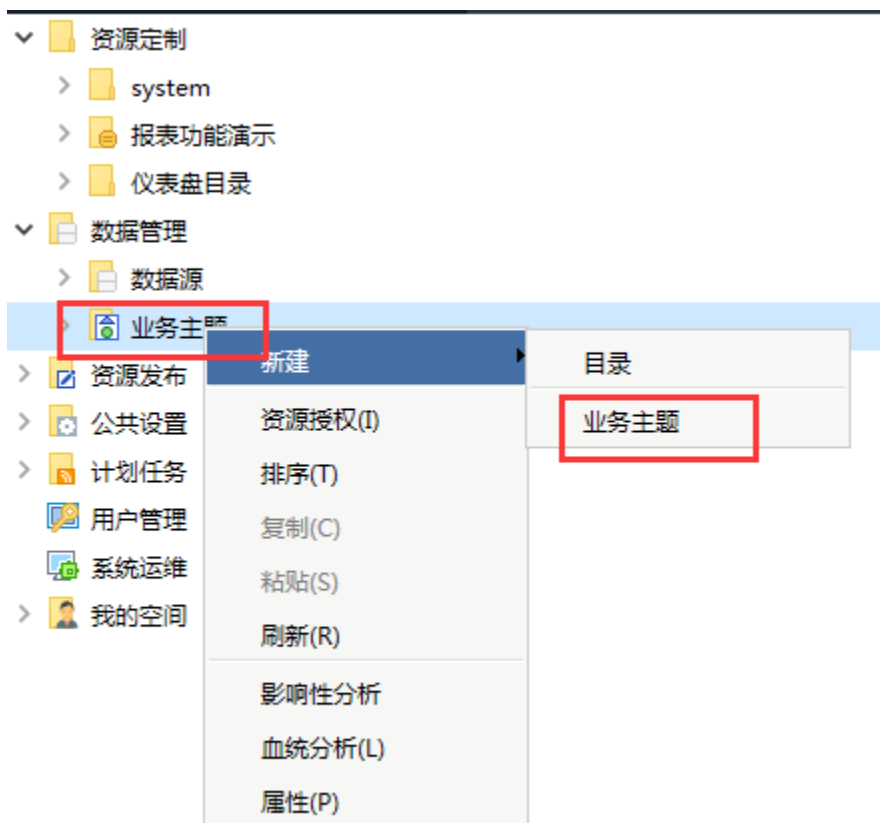 资源定制
system
报表功能演示
仪表盘目录
数据管理
数据源
业务主题
资源发布
公共设置
计划任务
用户管理
系统运维
我的空间
新建
资源授权(I)
排序(T)
复制(C)
粘贴(S)
刷新(R)
影响性分析
血统分析(L)
属性(P)
目录
业务主题